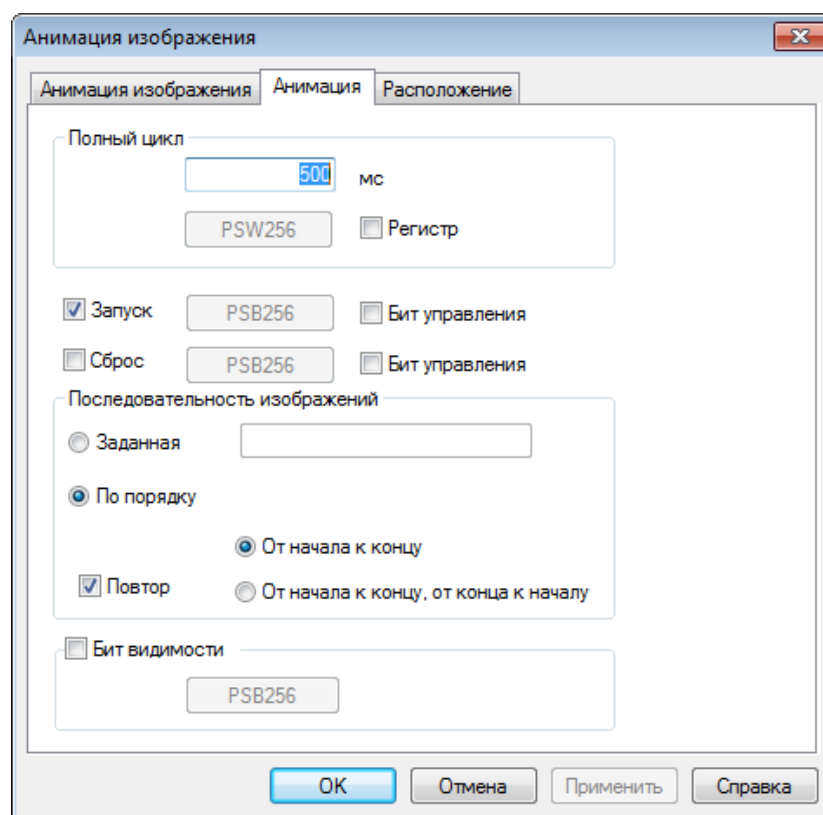 Анимация изображения
Анимация изображения Анимация Расположение
Полный цикл
500 мс
PSW256 Регистр
Запуск PSB256 Бит управления
Сброс PSB256 Бит управления
Последовательность изображений
Заданная
По порядку
От начала к концу
Повтор От начала к концу, от конца к началу
Бит видимости
PSB256
OK Отмена Применить Справка